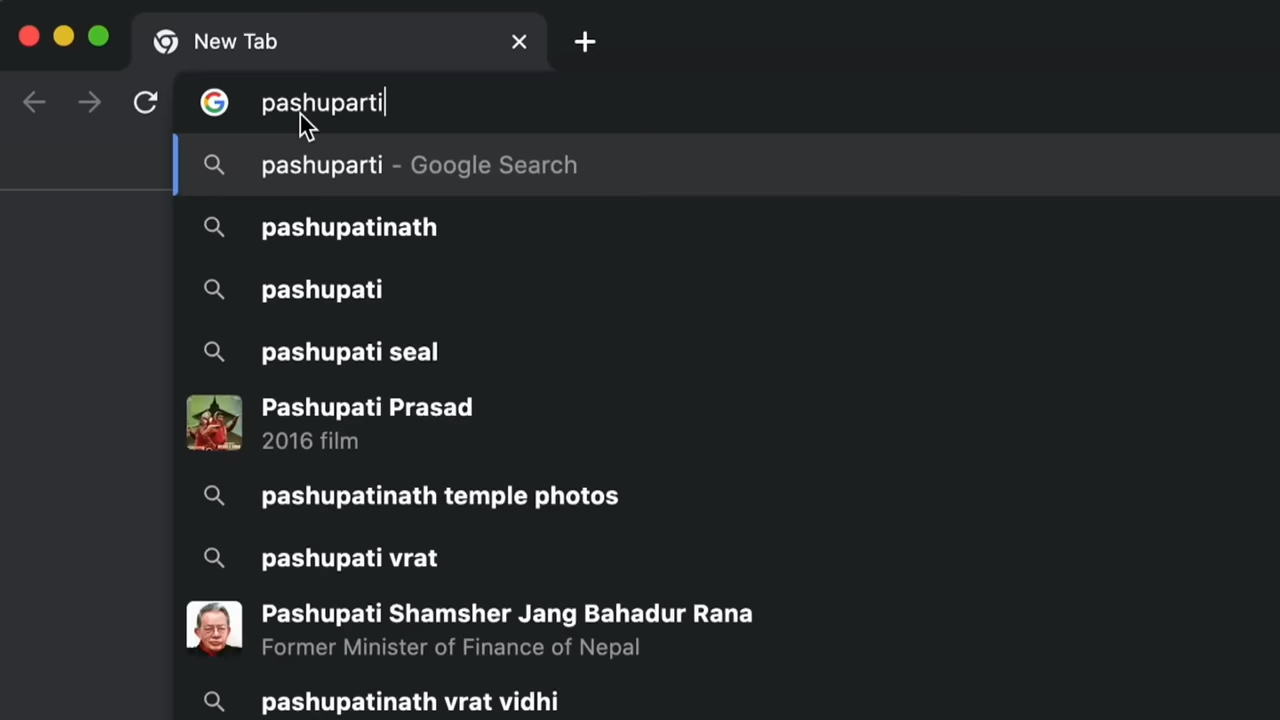 New Tab
pashuparti
pashuparti - Google Search
pashupatinath
pashupati
pashupati seal
Pashupati Prasad
2016 film
pashupatinath temple photos
pashupati vrat
Pashupati Shamsher Jang Bahadur Rana
Former Minister of Finance of Nepal
pashupatinath vrat vidhi